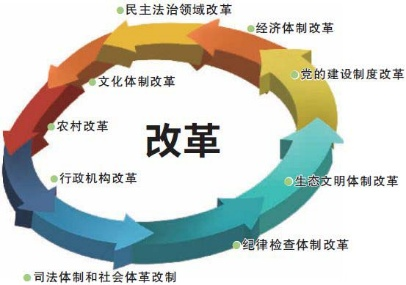 民主法治领域改革
经济体制改革
党的建设制度改革
文化体制改革
农村改革
改革
行政机构改革
生态文明体制改革
纪律检查体制改革
司法体制和社会体革改制